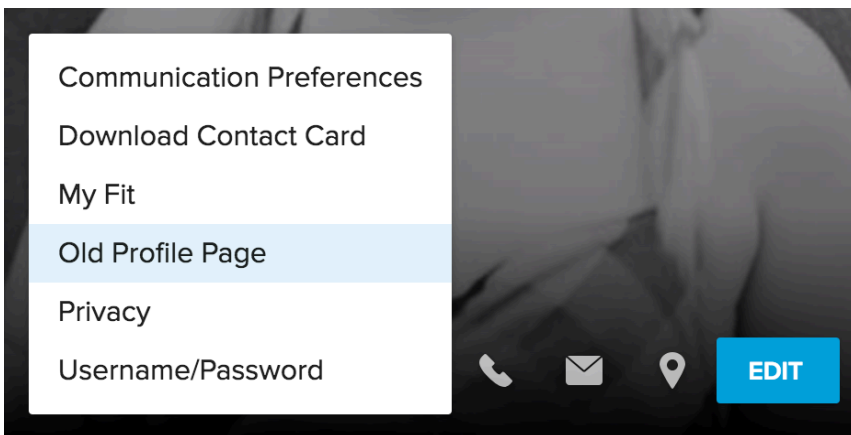 Communication Preferences
Download Contact Card
My Fit
Old Profile Page
Privacy
Username/Password
EDIT